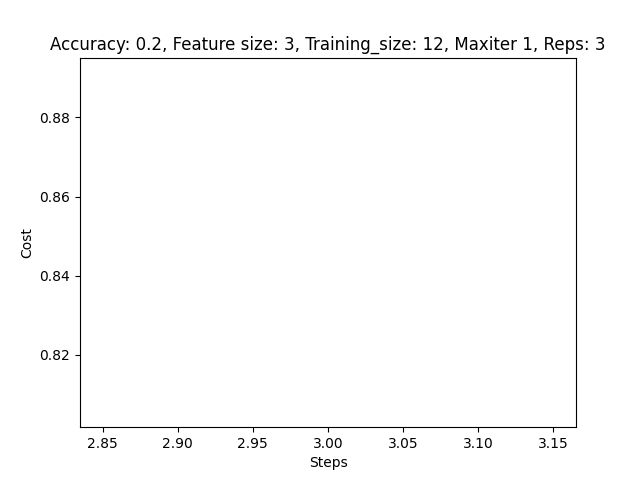 Accuracy: 0.2, Feature size: 3, Training_size: 12, Maxiter 1, Reps: 3
0.88
0.86
0.84
0.82
Cost
2.85 2.90 2.95 3.00 3.05 3.10 3.15
Steps